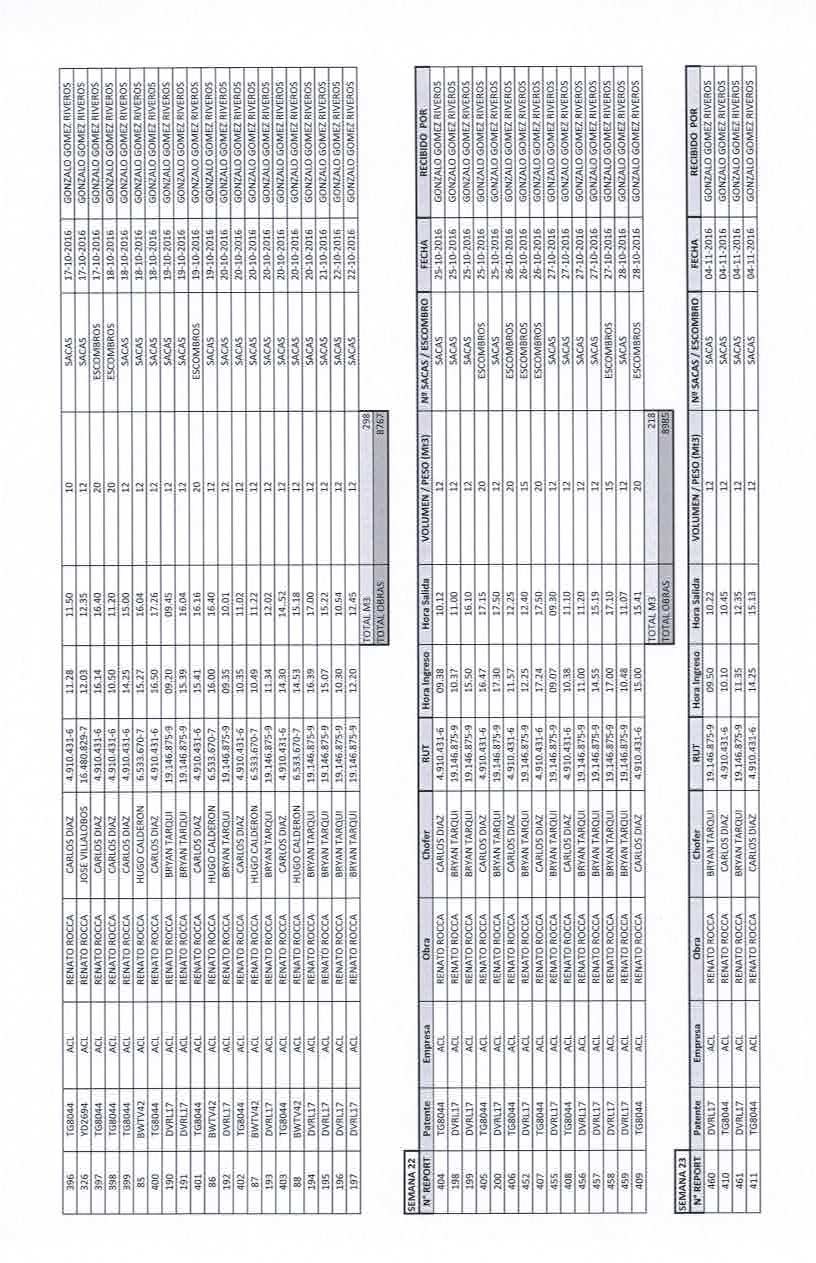 396 TG8044 ACL RENATO ROCCA CARLOS DIAZ 4.910.431-6 11.28 11.50 10 SACAS 17-10-2016 GONZALO GOMEZ RIVEROS
326 YD2694 ACL RENATO ROCCA JOSE VILLALOBOS 16.480.829-7 12.03 12.35 12 SACAS 17-10-2016 GONZALO GOMEZ RIVEROS
397 TG8044 ACL RENATO ROCCA CARLOS DIAZ 4.910.431-6 16.14 16.40 20 ESCOMBROS 17-10-2016 GONZALO GOMEZ RIVEROS
398 TG8044 ACL RENATO ROCCA CARLOS DIAZ 4.910.431-6 10.50 11.20 20 ESCOMBROS 18-10-2016 GONZALO GOMEZ RIVEROS
399 TG8044 ACL RENATO ROCCA CARLOS DIAZ 4.910.431-6 14.25 15.00 12 SACAS 18-10-2016 GONZALO GOMEZ RIVEROS
85 BWTV42 ACL RENATO ROCCA HUGO CALDERON 6.533.670-7 15.27 16.04 12 SACAS 18-10-2016 GONZALO GOMEZ RIVEROS
400 TG8044 ACL RENATO ROCCA CARLOS DIAZ 4.910.431-6 16.50 17.26 12 SACAS 18-10-2016 GONZALO GOMEZ RIVEROS
190 DVRL17 ACL RENATO ROCCA BRYAN TARQUI 19.146.875-9 09.20 09.45 12 SACAS 19-10-2016 GONZALO GOMEZ RIVEROS
191 DVRL17 ACL RENATO ROCCA BRYAN TARQUI 19.146.875-9 15.39 16.04 12 SACAS 19-10-2016 GONZALO GOMEZ RIVEROS
401 TG8044 ACL RENATO ROCCA CARLOS DIAZ 4.910.431-6 15.41 16.16 20 ESCOMBROS 19-10-2016 GONZALO GOMEZ RIVEROS
86 BWTV42 ACL RENATO ROCCA HUGO CALDERON 6.533.670-7 16.00 16.40 12 SACAS 19-10-2016 GONZALO GOMEZ RIVEROS
192 DVRL17 ACL RENATO ROCCA BRYAN TARQUI 19.146.875-9 09.35 10.01 12 SACAS 20-10-2016 GONZALO GOMEZ RIVEROS
402 TG8044 ACL RENATO ROCCA CARLOS DIAZ 4.910.431-6 10.35 11.02 12 SACAS 20-10-2016 GONZALO GOMEZ RIVEROS
87 BWTV42 ACL RENATO ROCCA HUGO CALDERON 6.533.670-7 10.49 11.22 12 SACAS 20-10-2016 GONZALO GOMEZ RIVEROS
193 DVRL17 ACL RENATO ROCCA BRYAN TARQUI 19.146.875-9 11.34 12.02 12 SACAS 20-10-2016 GONZALO GOMEZ RIVEROS
403 TG8044 ACL RENATO ROCCA CARLOS DIAZ 4.910.431-6 14.30 14..52 12 SACAS 20-10-2016 GONZALO GOMEZ RIVEROS
88 BWTV42 ACL RENATO ROCCA HUGO CALDERON 6.533.670-7 14.53 15.18 12 SACAS 20-10-2016 GONZALO GOMEZ RIVEROS
194 DVRL17 ACL RENATO ROCCA BRYAN TARQUI 19.146.875-9 16.39 17.00 12 SACAS 20-10-2016 GONZALO GOMEZ RIVEROS
195 DVRL17 ACL RENATO ROCCA BRYAN TARQUI 19.146.875-9 15.07 15.22 12 SACAS 21-10-2016 GONZALO GOMEZ RIVEROS
196 DVRL17 ACL RENATO ROCCA BRYAN TARQUI 19.146.875-9 10.30 10.54 12 SACAS 22-10-2016 GONZALO GOMEZ RIVEROS
197 DVRL17 ACL RENATO ROCCA BRYAN TARQUI 19.146.875-9 12.20 12.45 12 SACAS 22-10-2016 GONZALO GOMEZ RIVEROS
TOTAL M3 298
TOTAL OBRAS 8767
SEMANA 22
N° REPORT Patente Empresa Obra Chofer RUT Hora Ingreso Hora Salida VOLUMEN / PESO (Mt3) Nº SACAS / ESCOMBRO FECHA RECIBIDO POR
404 TG8044 ACL RENATO ROCCA CARLOS DIAZ 4.910.431-6 09.38 10.12 12 SACAS 25-10-2016 GONZALO GOMEZ RIVEROS
198 DVRL17 ACL RENATO ROCCA BRYAN TARQUI 19.146.875-9 10.37 11.00 12 SACAS 25-10-2016 GONZALO GOMEZ RIVEROS
199 DVRL17 ACL RENATO ROCCA BRYAN TARQUI 19.146.875-9 15.50 16.10 12 SACAS 25-10-2016 GONZALO GOMEZ RIVEROS
405 TG8044 ACL RENATO ROCCA CARLOS DIAZ 4.910.431-6 16.47 17.15 20 ESCOMBROS 25-10-2016 GONZALO GOMEZ RIVEROS
200 DVRL17 ACL RENATO ROCCA BRYAN TARQUI 19.146.875-9 17.30 17.50 12 SACAS 25-10-2016 GONZALO GOMEZ RIVEROS
406 TG8044 ACL RENATO ROCCA CARLOS DIAZ 4.910.431-6 11.57 12.25 20 ESCOMBROS 26-10-2016 GONZALO GOMEZ RIVEROS
452 DVRL17 ACL RENATO ROCCA BRYAN TARQUI 19.146.875-9 12.25 12.40 15 ESCOMBROS 26-10-2016 GONZALO GOMEZ RIVEROS
407 TG8044 ACL RENATO ROCCA CARLOS DIAZ 4.910.431-6 17.24 17.50 20 ESCOMBROS 26-10-2016 GONZALO GOMEZ RIVEROS
455 DVRL17 ACL RENATO ROCCA BRYAN TARQUI 19.146.875-9 09.07 09.30 12 SACAS 27-10-2016 GONZALO GOMEZ RIVEROS
408 TG8044 ACL RENATO ROCCA CARLOS DIAZ 4.910.431-6 10.38 11.10 12 SACAS 27-10-2016 GONZALO GOMEZ RIVEROS
456 DVRL17 ACL RENATO ROCCA BRYAN TARQUI 19.146.875-9 11.00 11.20 12 SACAS 27-10-2016 GONZALO GOMEZ RIVEROS
457 DVRL17 ACL RENATO ROCCA BRYAN TARQUI 19.146.875-9 14.55 15.19 12 SACAS 27-10-2016 GONZALO GOMEZ RIVEROS
458 DVRL17 ACL RENATO ROCCA BRYAN TARQUI 19.146.875-9 17.00 17.10 15 ESCOMBROS 27-10-2016 GONZALO GOMEZ RIVEROS
459 DVRL17 ACL RENATO ROCCA BRYAN TARQUI 19.146.875-9 10.48 11.07 12 SACAS 28-10-2016 GONZALO GOMEZ RIVEROS
409 TG8044 ACL RENATO ROCCA CARLOS DIAZ 4.910.431-6 15.00 15.41 20 ESCOMBROS 28-10-2016 GONZALO GOMEZ RIVEROS
TOTAL M3 218
TOTAL OBRAS 8985
SEMANA 23
N° REPORT Patente Empresa Obra Chofer RUT Hora Ingreso Hora Salida VOLUMEN / PESO (Mt3) Nº SACAS / ESCOMBRO FECHA RECIBIDO POR
460 DVRL17 ACL RENATO ROCCA BRYAN TARQUI 19.146.875-9 09.50 10.22 12 SACAS 04-11-2016 GONZALO GOMEZ RIVEROS
410 TG8044 ACL RENATO ROCCA CARLOS DIAZ 4.910.431-6 10.10 10.45 12 SACAS 04-11-2016 GONZALO GOMEZ RIVEROS
461 DVRL17 ACL RENATO ROCCA BRYAN TARQUI 19.146.875-9 11.35 12.35 12 SACAS 04-11-2016 GONZALO GOMEZ RIVEROS
411 TG8044 ACL RENATO ROCCA CARLOS DIAZ 4.910.431-6 14.25 15.13 12 SACAS 04-11-2016 GONZALO GOMEZ RIVEROS